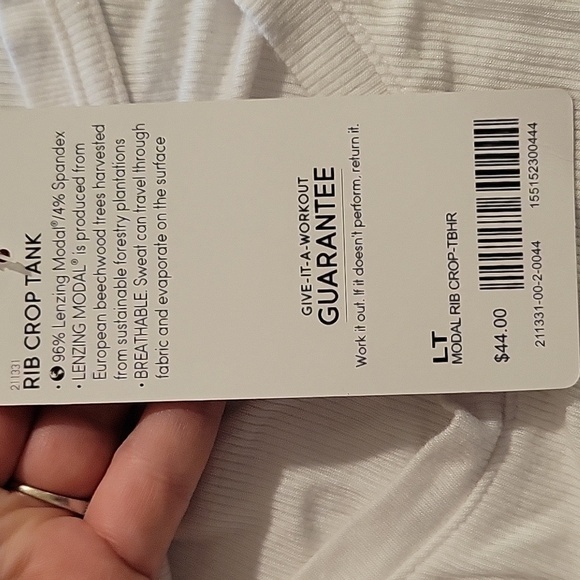 211331
RIB CROP TANK
• 96% Lenzing Modal®/4% Spandex
• LENZING MODAL® is produced from
European beechwood trees harvested
from sustainable forestry plantations
• BREATHABLE. Sweat can travel through
fabric and evaporate on the surface
GIVE-IT-A-WORKOUT
GUARANTEE
Work it out. If it doesn't perform, return it.
LT
MODAL RIB CROP-TBHR
$44.00
211331-00-2-0044
155152300444